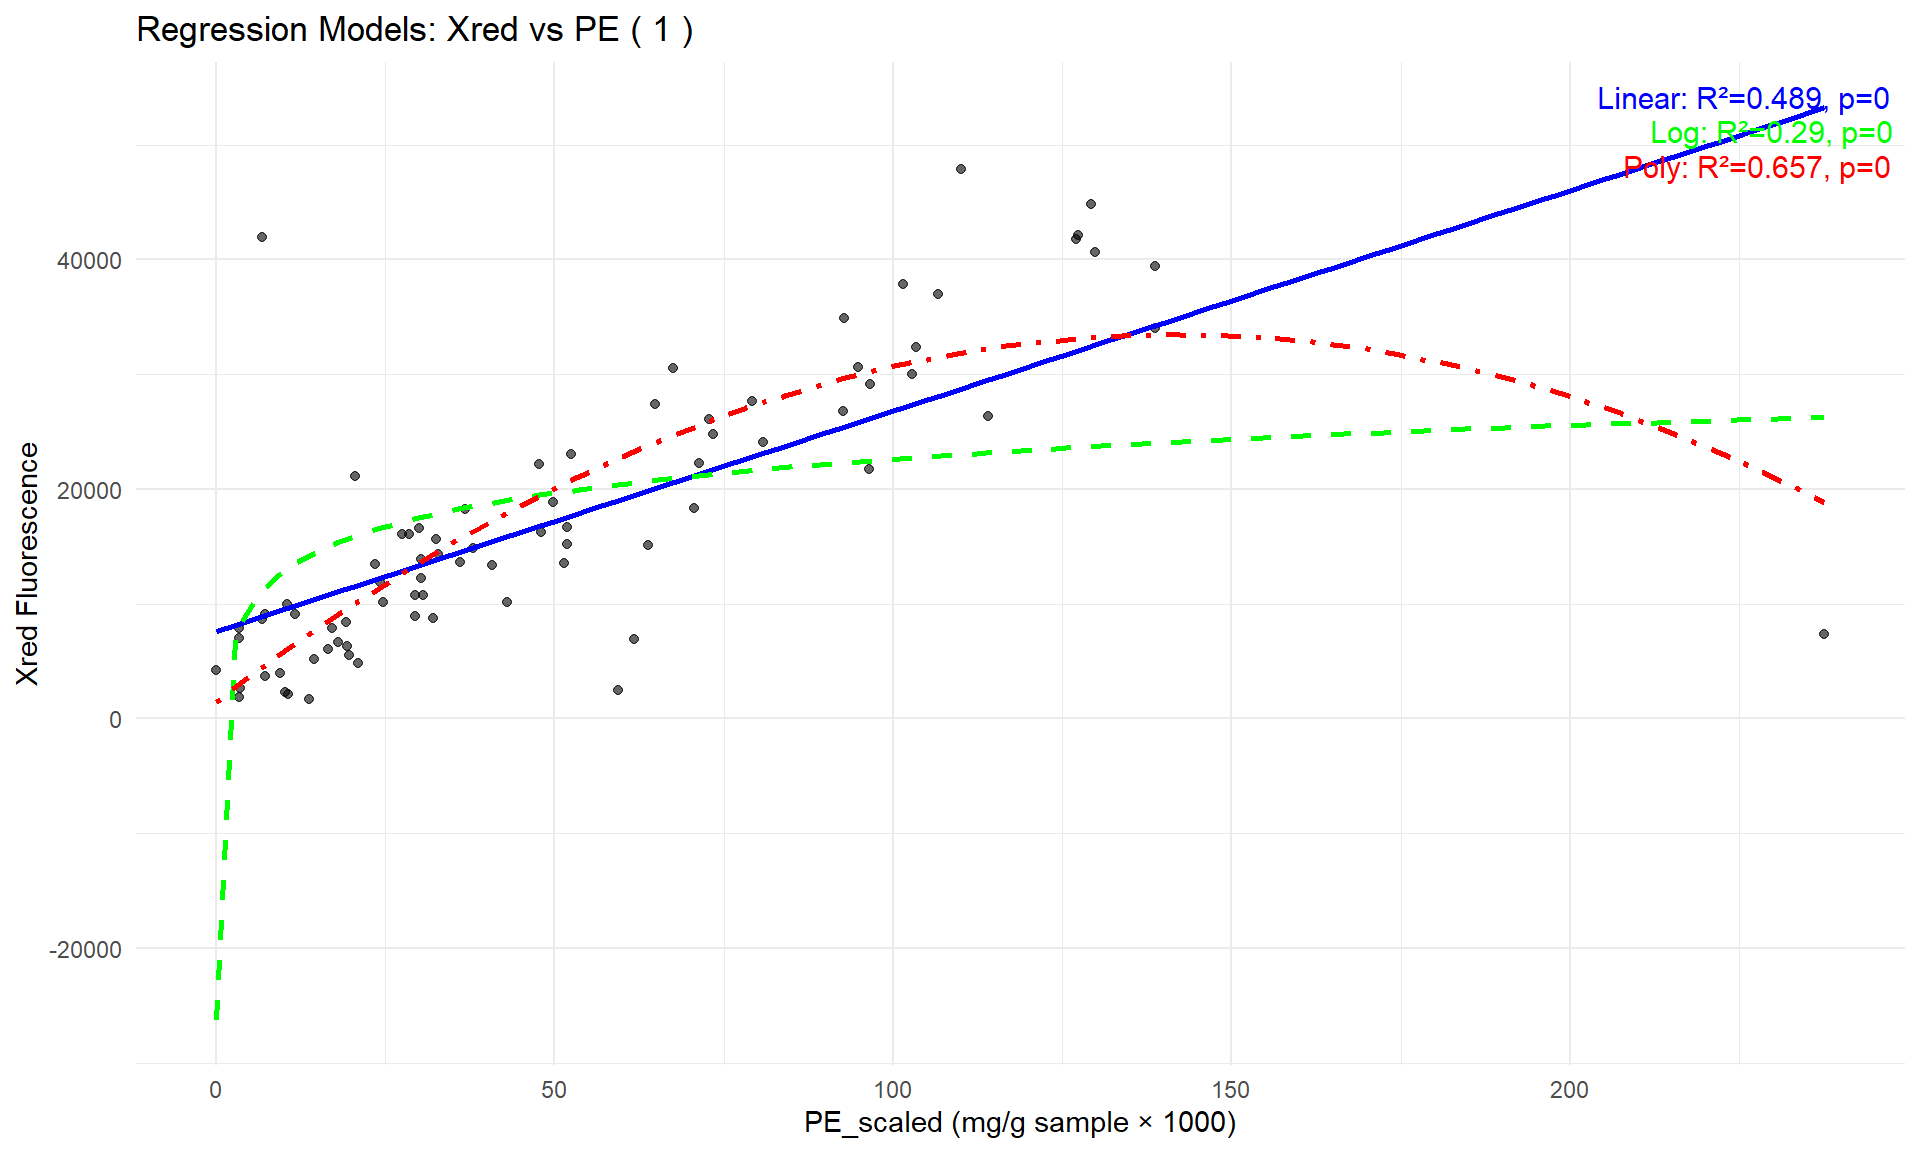 Regression Models: Xred vs PE ( 1 )
Linear: R²=0.489, p=0
Log: R²=0.29, p=0
Poly: R²=0.657, p=0
Xred Fluorescence
40000
20000
0
-20000
0 50 100 150 200
PE_scaled (mg/g sample × 1000)